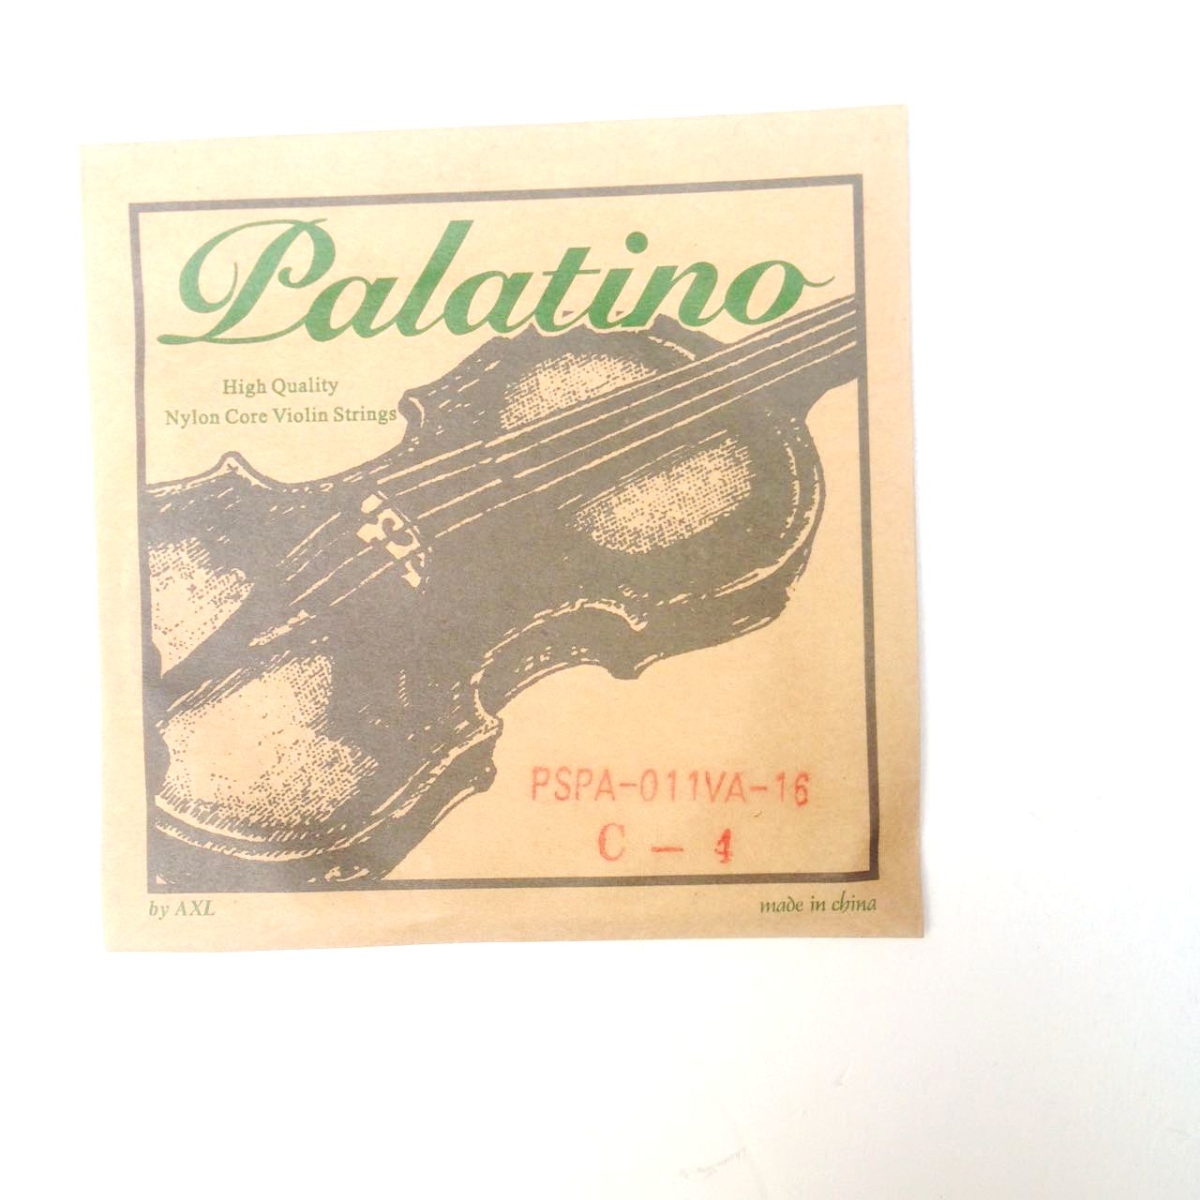 Palatino
High Quality
Nylon Core Violin Strings
PSPA-011VA-16
C - 4
by AXL
made in china